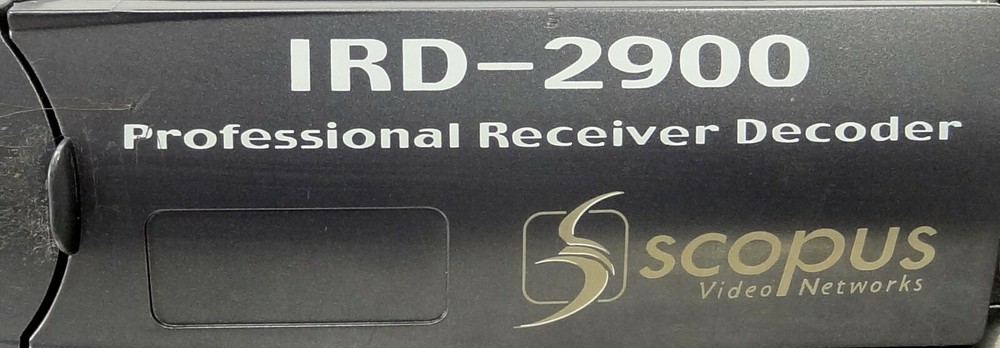 IRD-2900
Professional Receiver Decoder
scopus
Video Networks